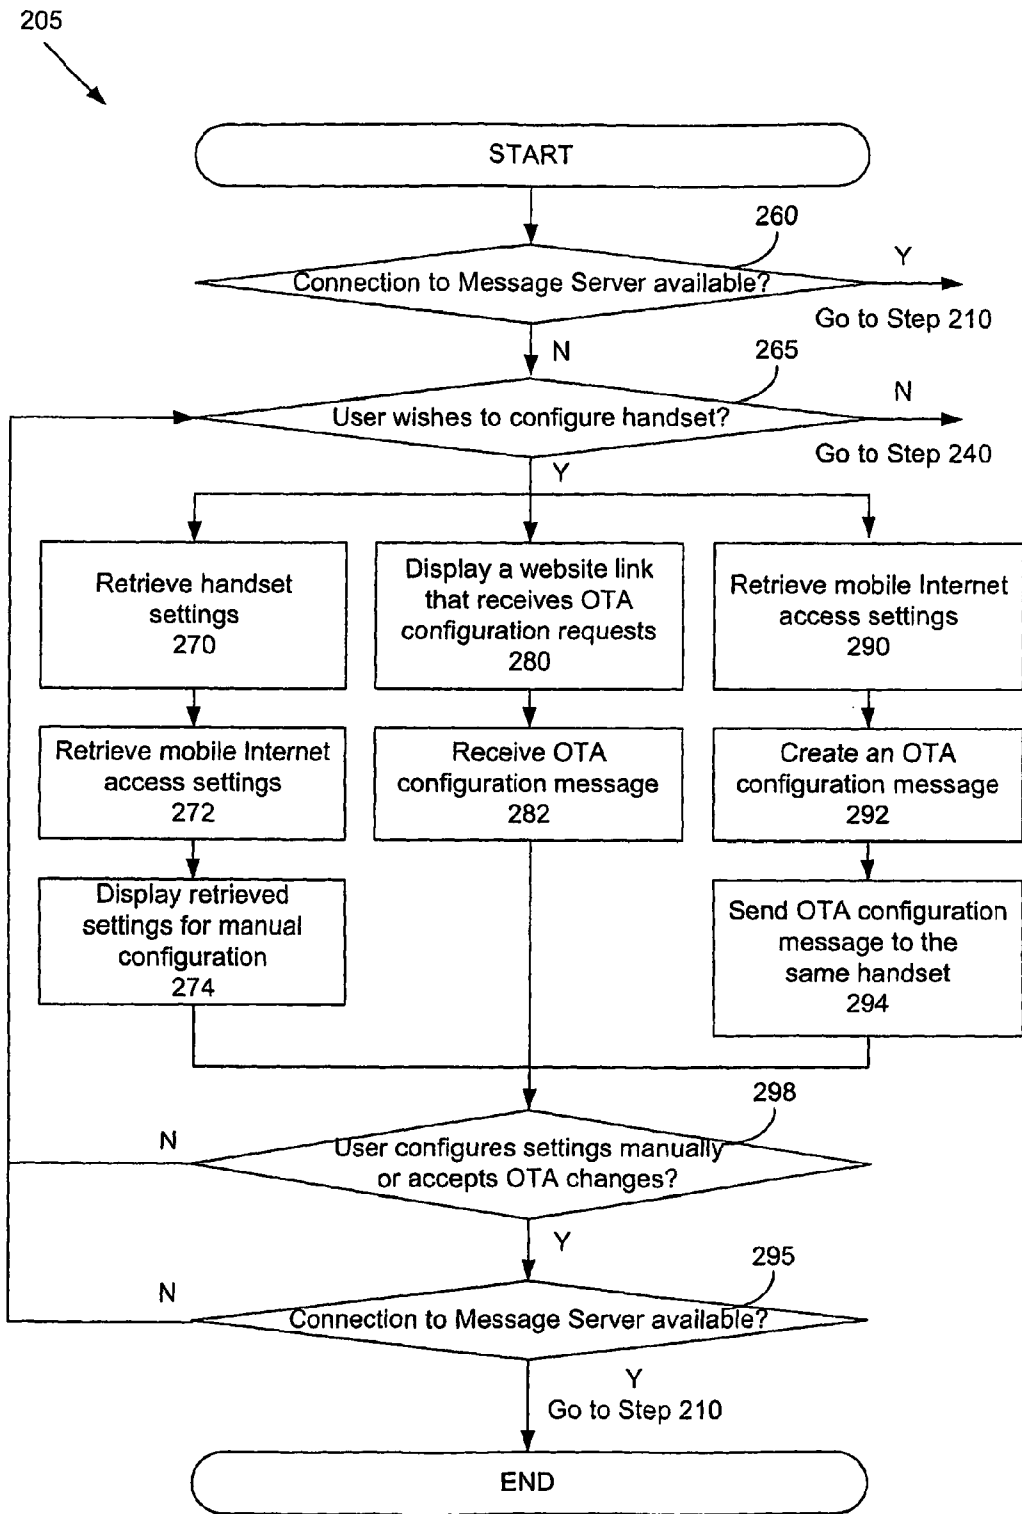 205
START
260
Connection to Message Server available?
Y
Go to Step 210
N
265
User wishes to configure handset?
N
Go to Step 240
Y
Retrieve handset
settings
270
Display a website link
that receives OTA
configuration requests
280
Retrieve mobile Internet
access settings
290
Retrieve mobile Internet
access settings
272
Receive OTA
configuration message
282
Create an OTA
configuration message
292
Display retrieved
settings for manual
configuration
274
Send OTA configuration
message to the
same handset
294
298
N
User configures settings manually
or accepts OTA changes?
Y
295
N
Connection to Message Server available?
Y
Go to Step 210
END